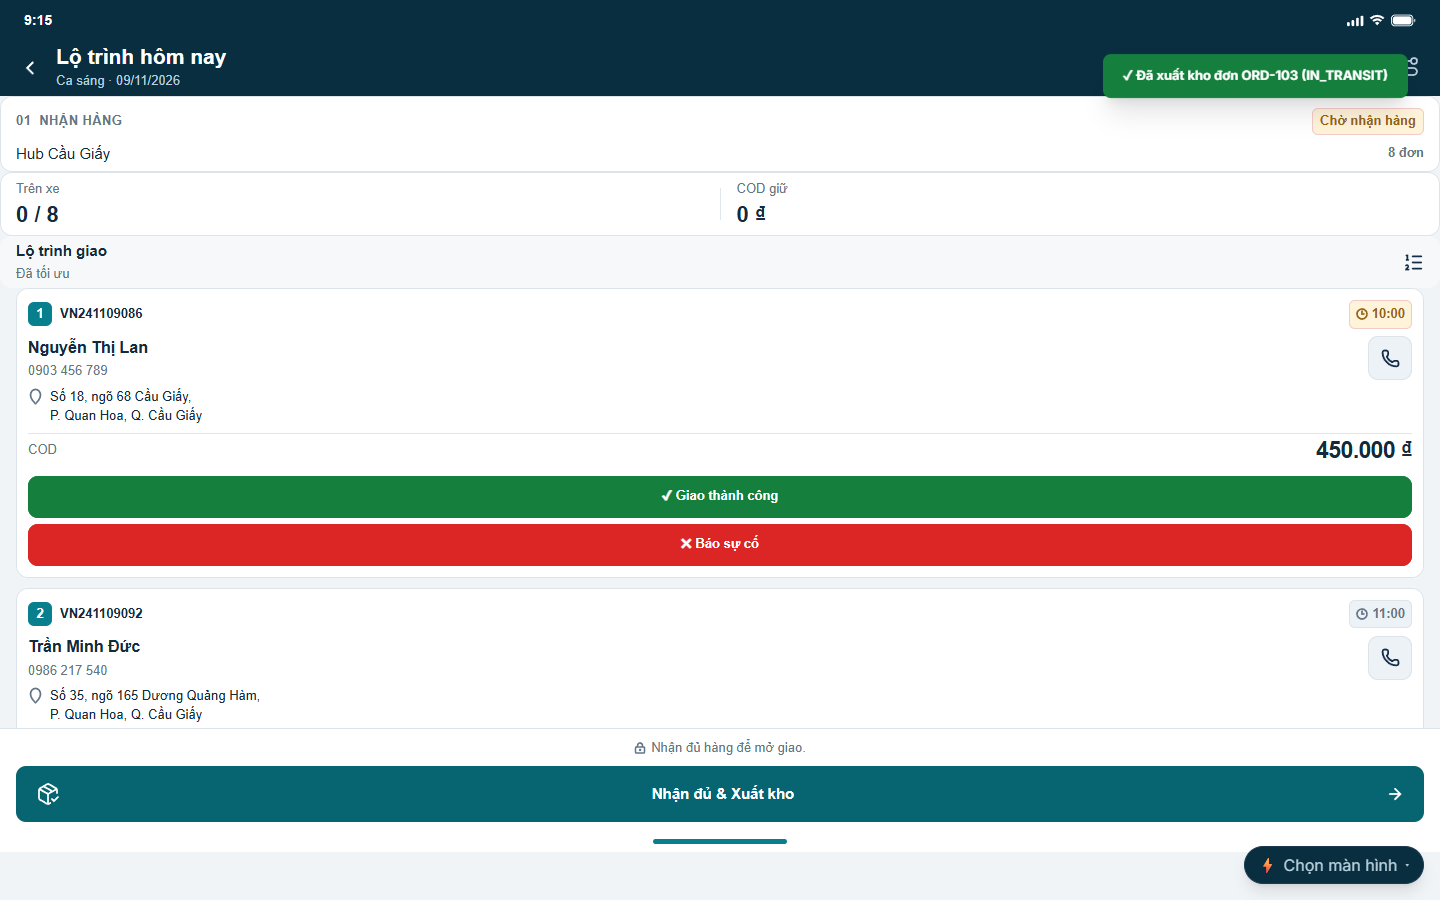 9:15
Lộ trình hôm nay
Ca sáng · 09/11/2026
✓ Đã xuất kho đơn ORD-103 (IN_TRANSIT)
01 NHẬN HÀNG
Chờ nhận hàng
Hub Cầu Giấy
8 đơn
Trên xe
0 / 8
COD giữ
0 ₫
Lộ trình giao
Đã tối ưu
1 VN241109086
10:00
Nguyễn Thị Lan
0903 456 789
Số 18, ngõ 68 Cầu Giấy,
P. Quan Hoa, Q. Cầu Giấy
COD
450.000 ₫
✓ Giao thành công
✕ Báo sự cố
2 VN241109092
11:00
Trần Minh Đức
0986 217 540
Số 35, ngõ 165 Dương Quảng Hàm,
P. Quan Hoa, Q. Cầu Giấy
Nhận đủ hàng để mở giao.
Nhận đủ & Xuất kho
Chọn màn hình